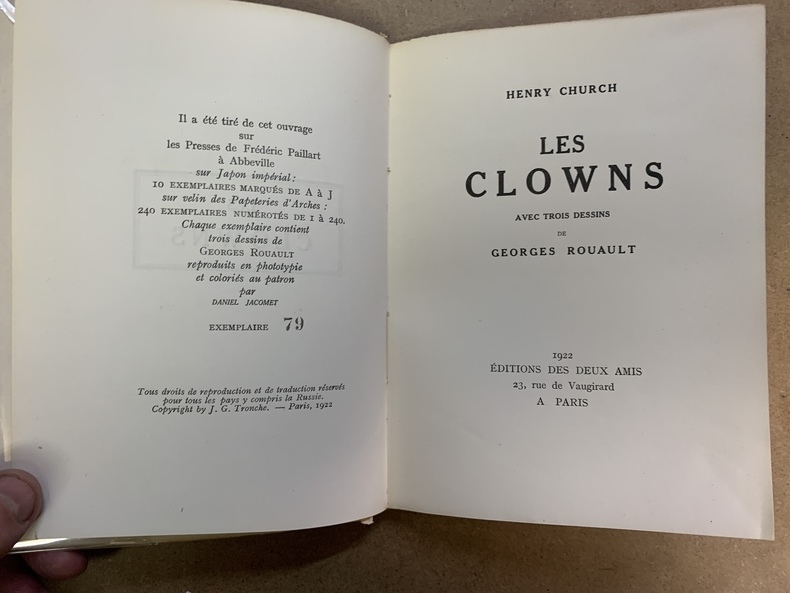 Il a été tiré de cet ouvrage
sur
les Presses de Frédéric Paillart
à Abbeville
sur Japon impérial :
10 EXEMPLAIRES MARQUÉS DE A à J
sur velin des Papeteries d'Arches :
240 EXEMPLAIRES NUMÉROTÉS DE 1 à 240.
Chaque exemplaire contient
trois dessins de
GEORGES ROUAULT
reproduits en phototypie
et coloriés au patron
par
DANIEL JACOMET
EXEMPLAIRE 79
Tous droits de reproduction et de traduction réservés
pour tous les pays y compris la Russie.
Copyright by J. G. Tronche. — Paris, 1922
HENRY CHURCH
LES
CLOWNS
AVEC TROIS DESSINS
DE
GEORGES ROUAULT
1922
ÉDITIONS DES DEUX AMIS
23, rue de Vaugirard
A PARIS